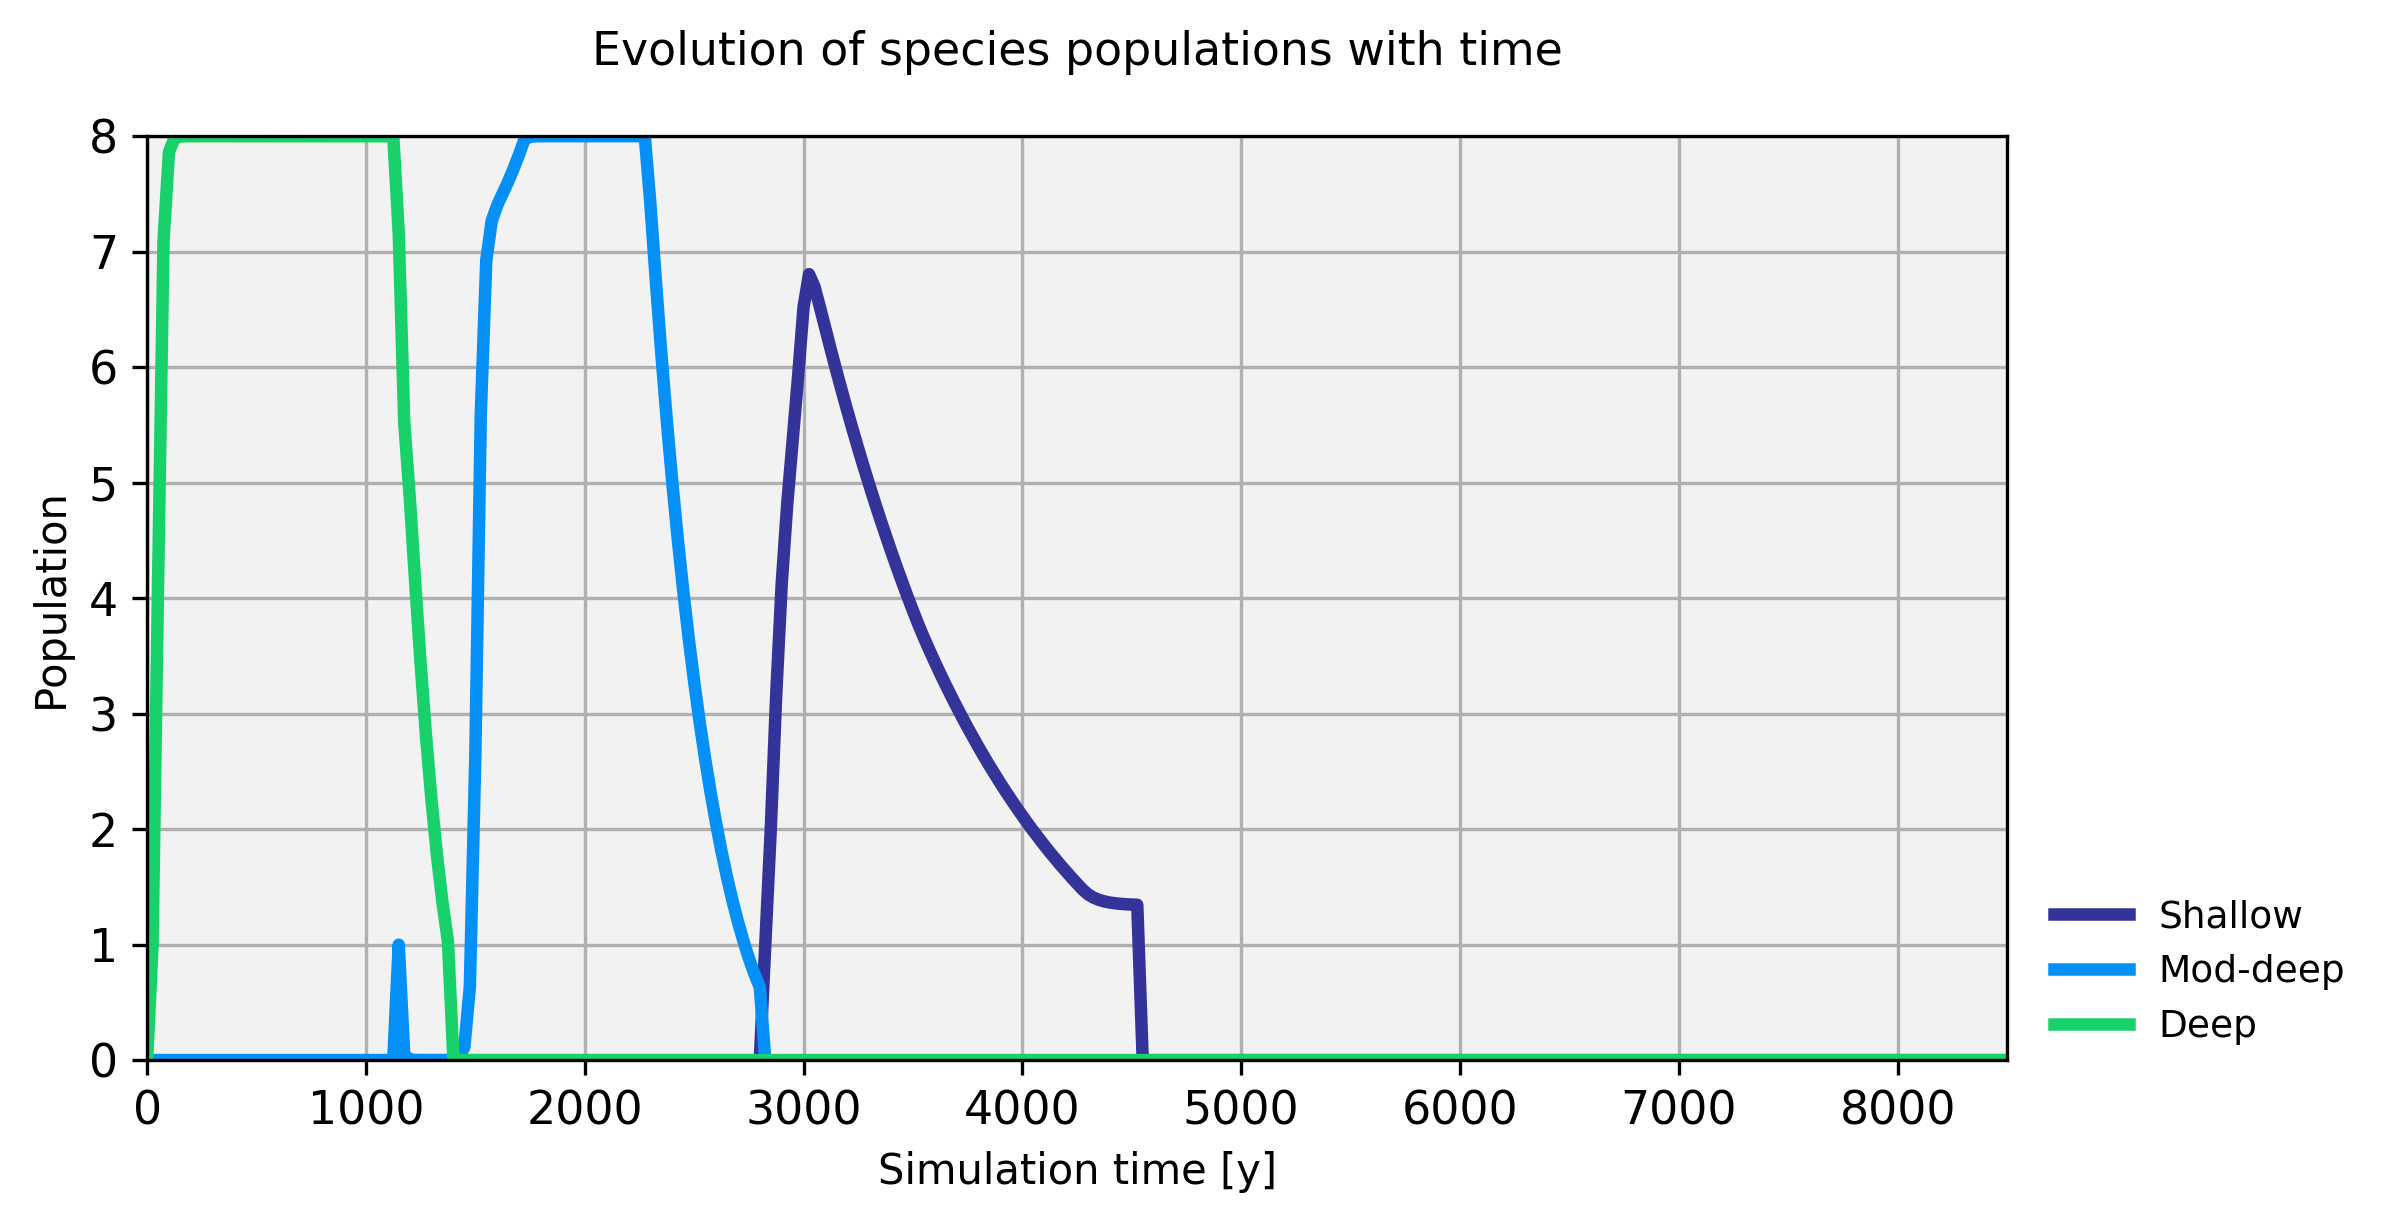 Evolution of species populations with time
8
7
6
5
4
3
2
1
0
Population
0 1000 2000 3000 4000 5000 6000 7000 8000
Simulation time [y]
Shallow
Mod-deep
Deep